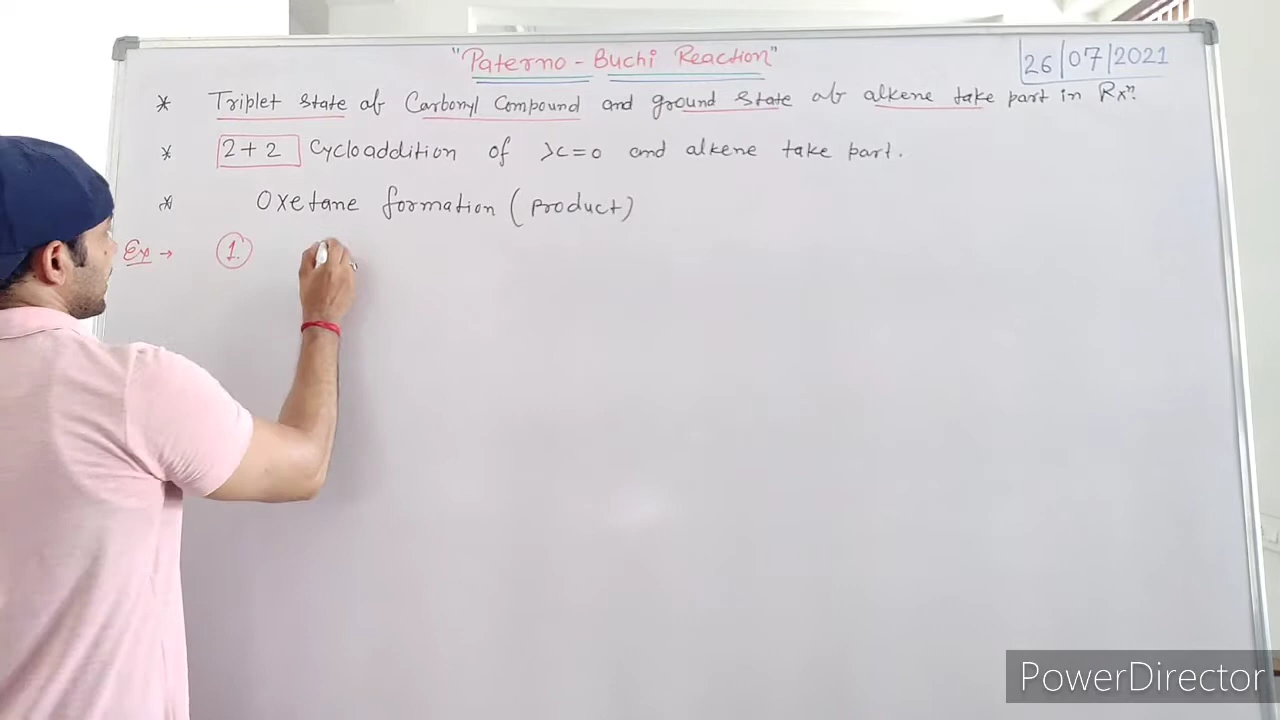 "Paterno - Buchi Reaction"
26/07/2021
* Triplet state of Carbonyl Compound and ground state of alkene take part in Rxⁿ.
* 2+2 Cycloaddition of >c=o and alkene take part.
* Oxetane formation (product)
Ex → 1.
PowerDirector